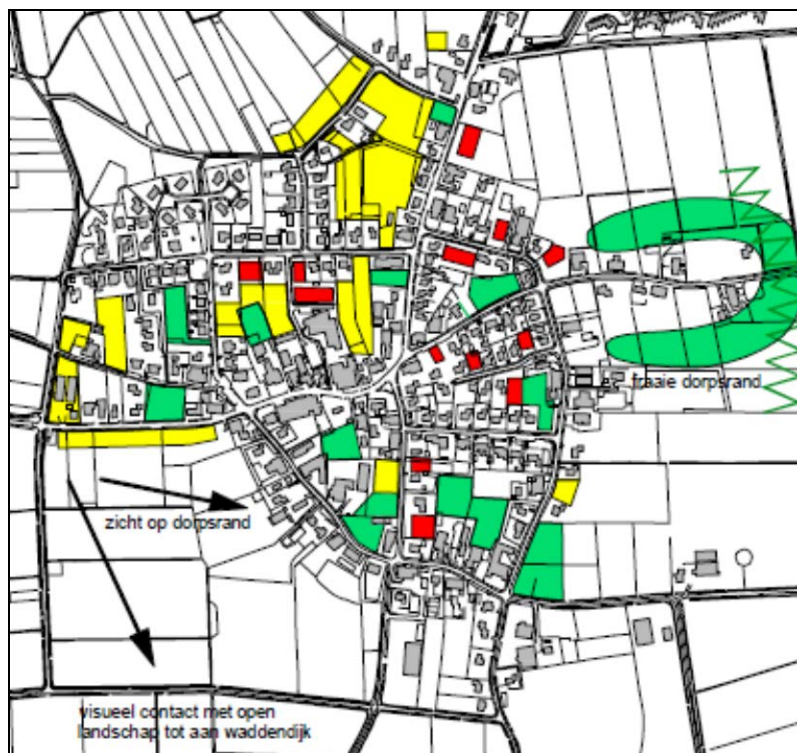 fraaie dorpsrand
zicht op dorpsrand
visueel contact met open
landschap tot aan waddendijk